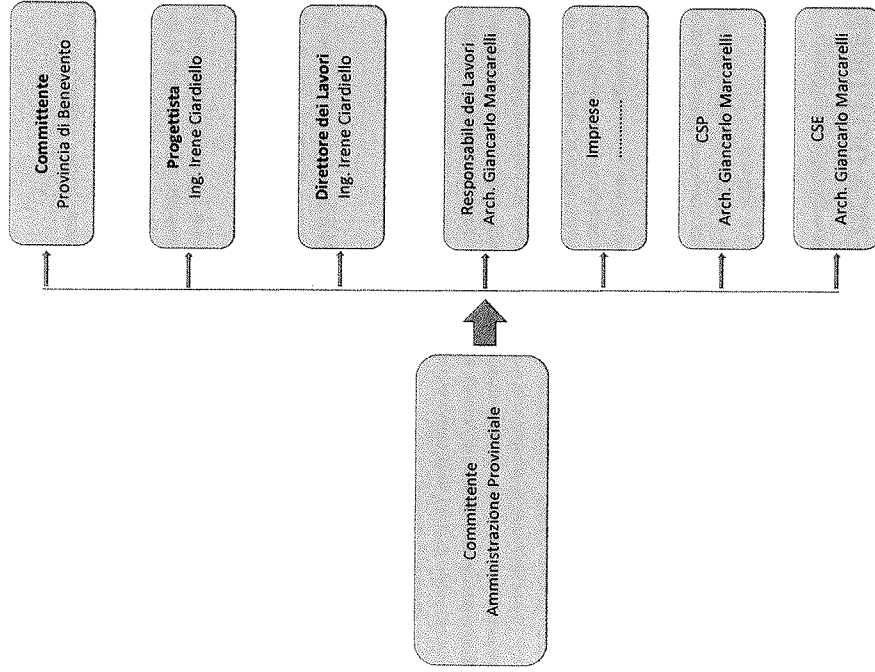 Committente
Amministrazione Provinciale
Committente
Provincia di Benevento
Progettista
Ing. Irene Ciardiello
Direttore dei Lavori
Ing. Irene Ciardiello
Responsabile dei Lavori
Arch. Giancarlo Marcarelli
Imprese
..................
CSP
Arch. Giancarlo Marcarelli
CSE
Arch. Giancarlo Marcarelli